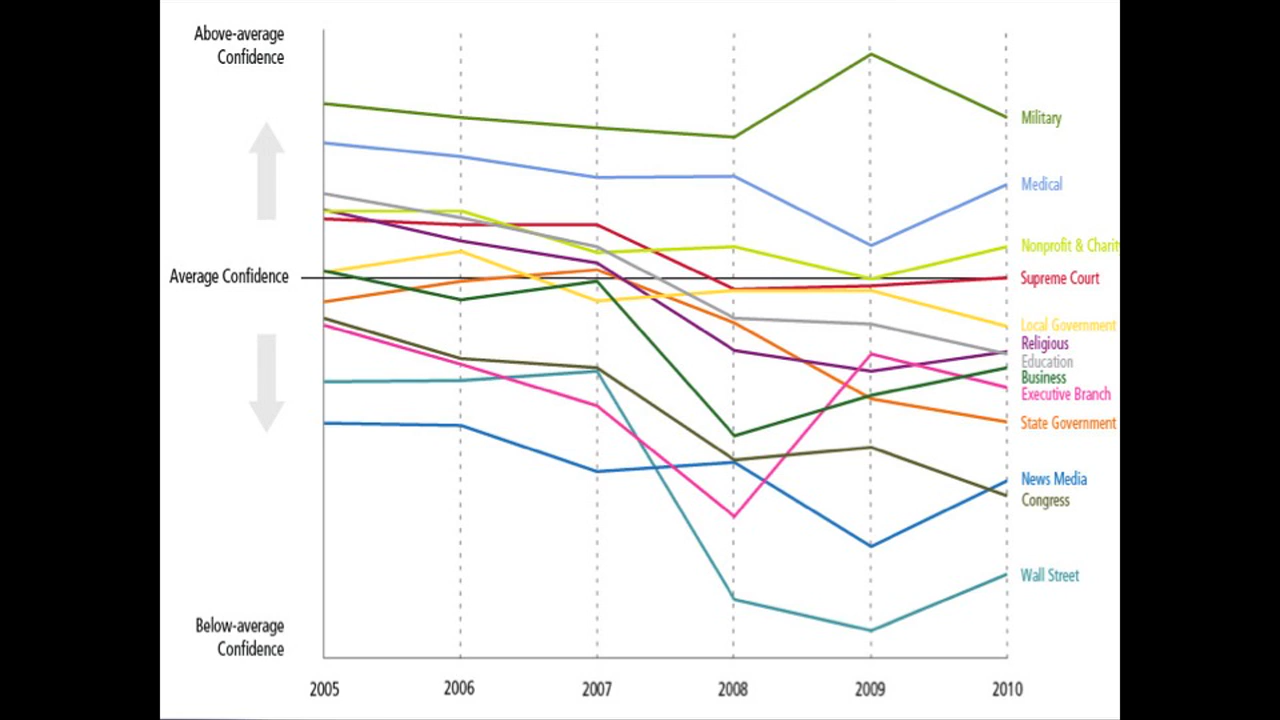 Above-average
Confidence
Military
Medical
Nonprofit & Charit
Average Confidence
Supreme Court
Local Government
Religious
Education
Business
Executive Branch
State Government
News Media
Congress
Wall Street
Below-average
Confidence
2005 2006 2007 2008 2009 2010